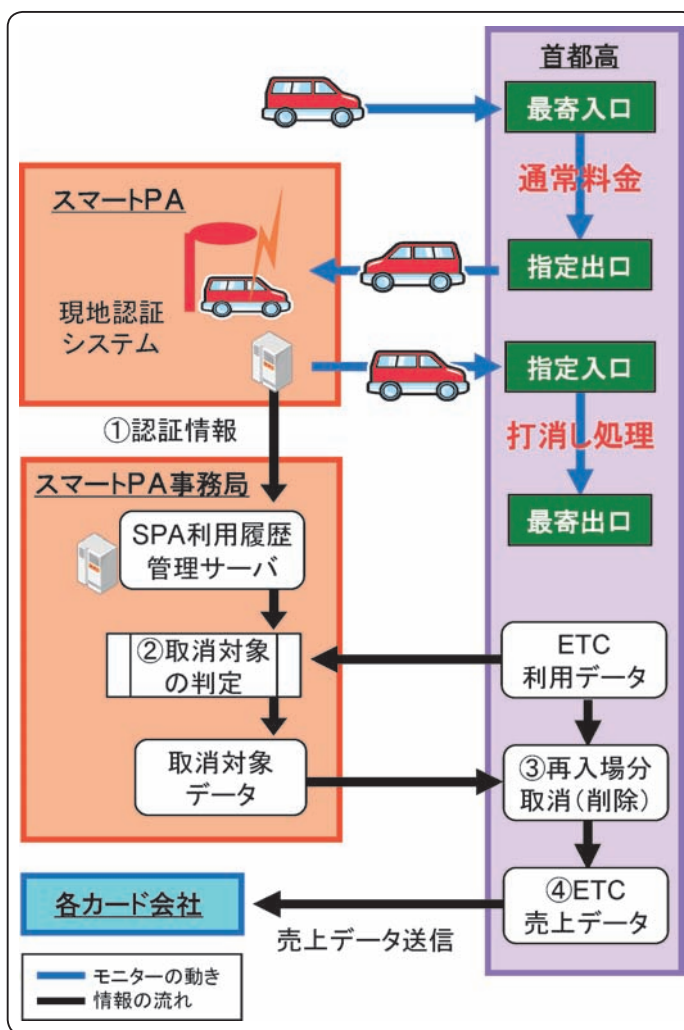 首都高
最寄入口
通常料金
指定出口
スマートPA
現地認証
システム
指定入口
打消し処理
最寄出口
①認証情報
スマートPA事務局
SPA利用履歴
管理サーバ
②取消対象
の判定
取消対象
データ
ETC
利用データ
③再入場分
取消(削除)
④ETC
売上データ
各カード会社
売上データ送信
モニターの動き
情報の流れ